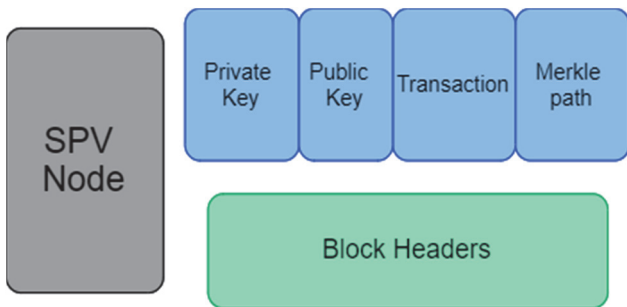 SPV
Node
Private
Key
Public
Key
Transaction
Merkle
path
Block Headers